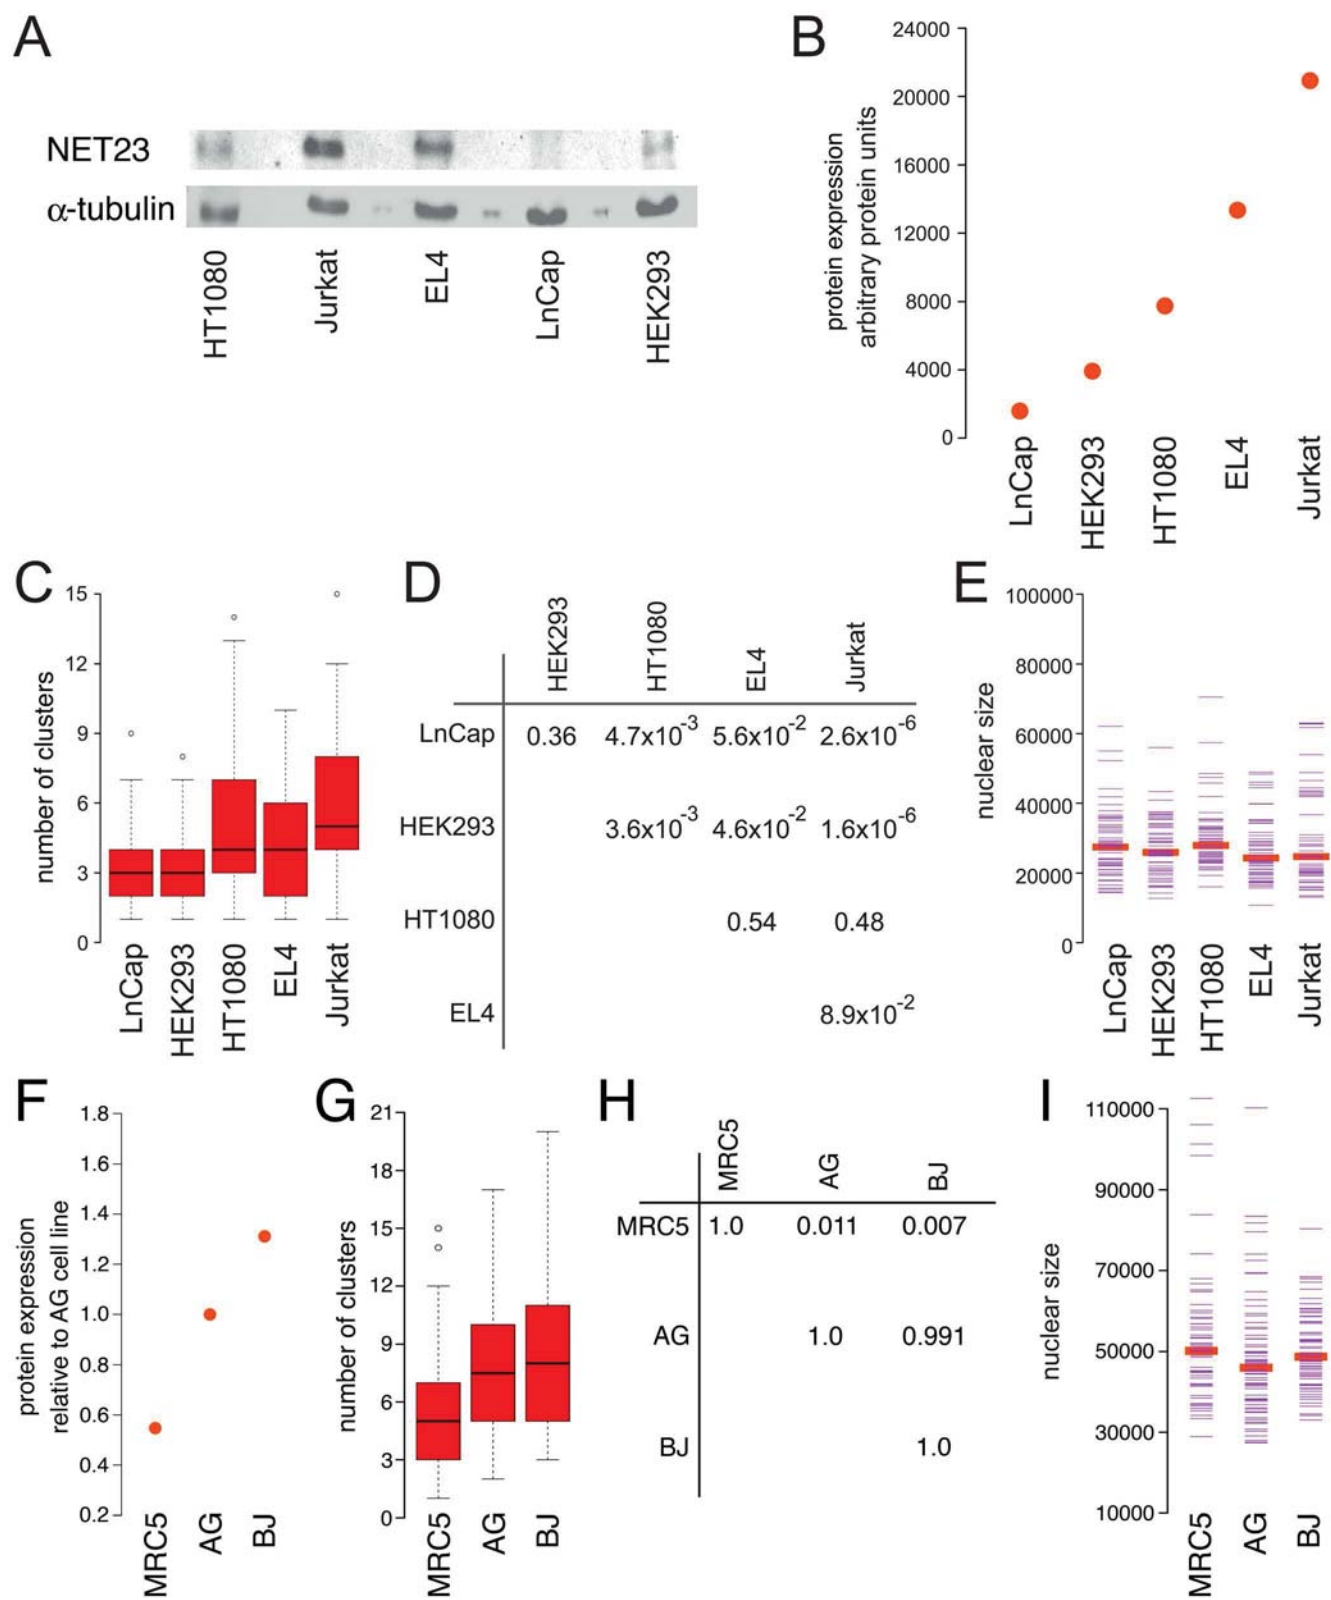 A
NET23
α-tubulin
HT1080
Jurkat
EL4
LnCap
HEK293
B
protein expression
arbitrary protein units
24000
20000
16000
12000
8000
4000
0
LnCap
HEK293
HT1080
EL4
Jurkat
C
number of clusters
15
12
9
6
3
0
LnCap
HEK293
HT1080
EL4
Jurkat
D
HEK293 HT1080 EL4 Jurkat
LnCap 0.36 4.7x10-3 5.6x10-2 2.6x10-6
HEK293 3.6x10-3 4.6x10-2 1.6x10-6
HT1080 0.54 0.48
EL4 8.9x10-2
E
nuclear size
100000
80000
60000
40000
20000
0
LnCap
HEK293
HT1080
EL4
Jurkat
F
protein expression
relative to AG cell line
1.8
1.6
1.4
1.2
1.0
0.8
0.6
0.4
0.2
MRC5
AG
BJ
G
number of clusters
21
18
15
12
9
6
3
0
MRC5
AG
BJ
H
MRC5 AG BJ
MRC5 1.0 0.011 0.007
AG 1.0 0.991
BJ 1.0
I
nuclear size
110000
90000
70000
50000
30000
10000
MRC5
AG
BJ